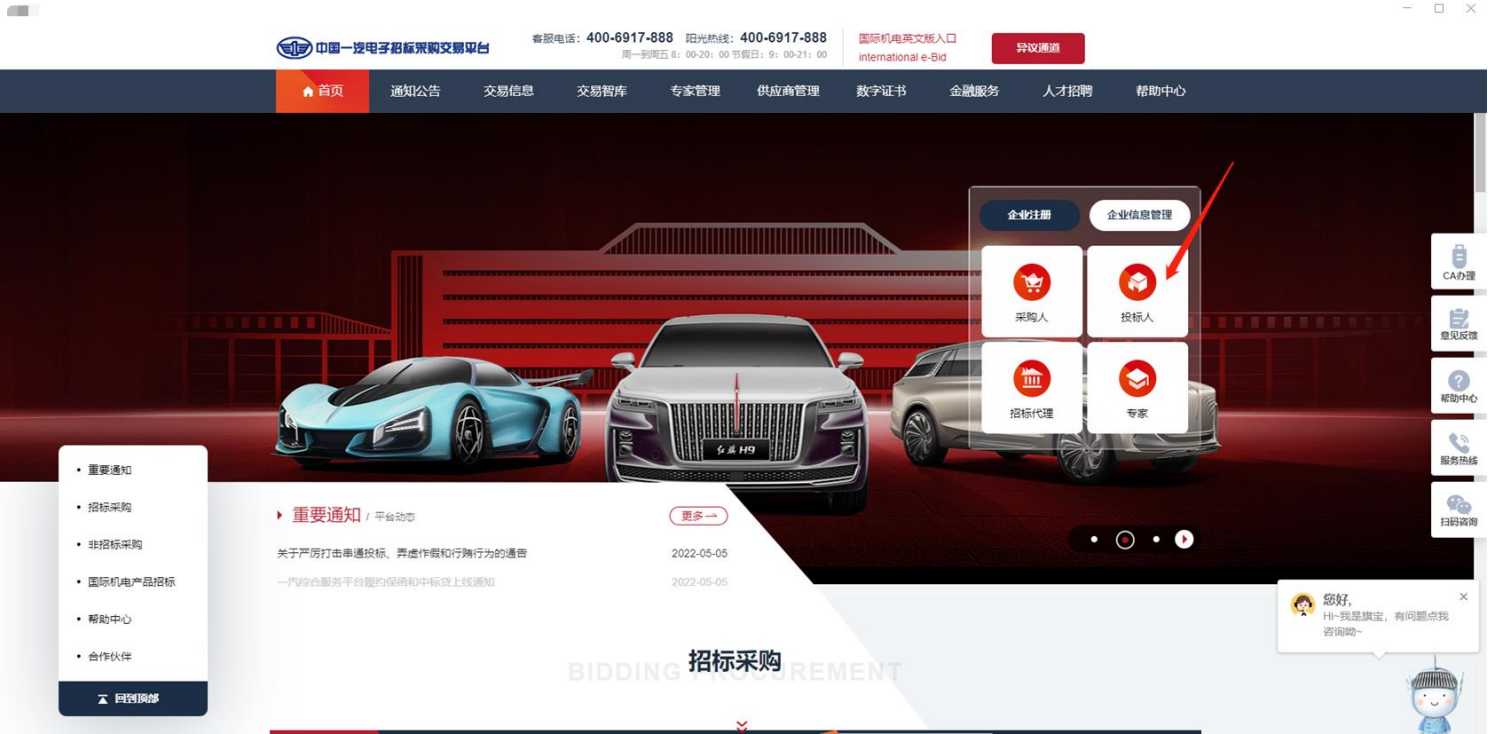 中国一汽电子招标采购交易平台
客服电话：400-6917-888 阳光热线：400-6917-888
周一到周五 8：00-20：00 节假日：9：00-21：00
国际机电英文版入口
international e-Bid
异议通道
首页 通知公告 交易信息 交易智库 专家管理 供应商管理 数字证书 金融服务 人才招聘 帮助中心
企业注册 企业信息管理
采购人 投标人
招标代理 专家
红旗 H9
CA办理
意见反馈
帮助中心
服务热线
扫码咨询
• 重要通知
• 招标采购
• 非招标采购
• 国际机电产品招标
• 帮助中心
• 合作伙伴
回到顶部
重要通知 / 平台动态 更多
关于严厉打击串通投标、弄虚作假和行贿行为的通告 2022-05-05
一汽综合服务平台履约保函和中标贷上线通知 2022-05-05
您好,
Hi~我是旗宝，有问题点我
咨询呦~
招标采购
BIDDING PROCUREMENT